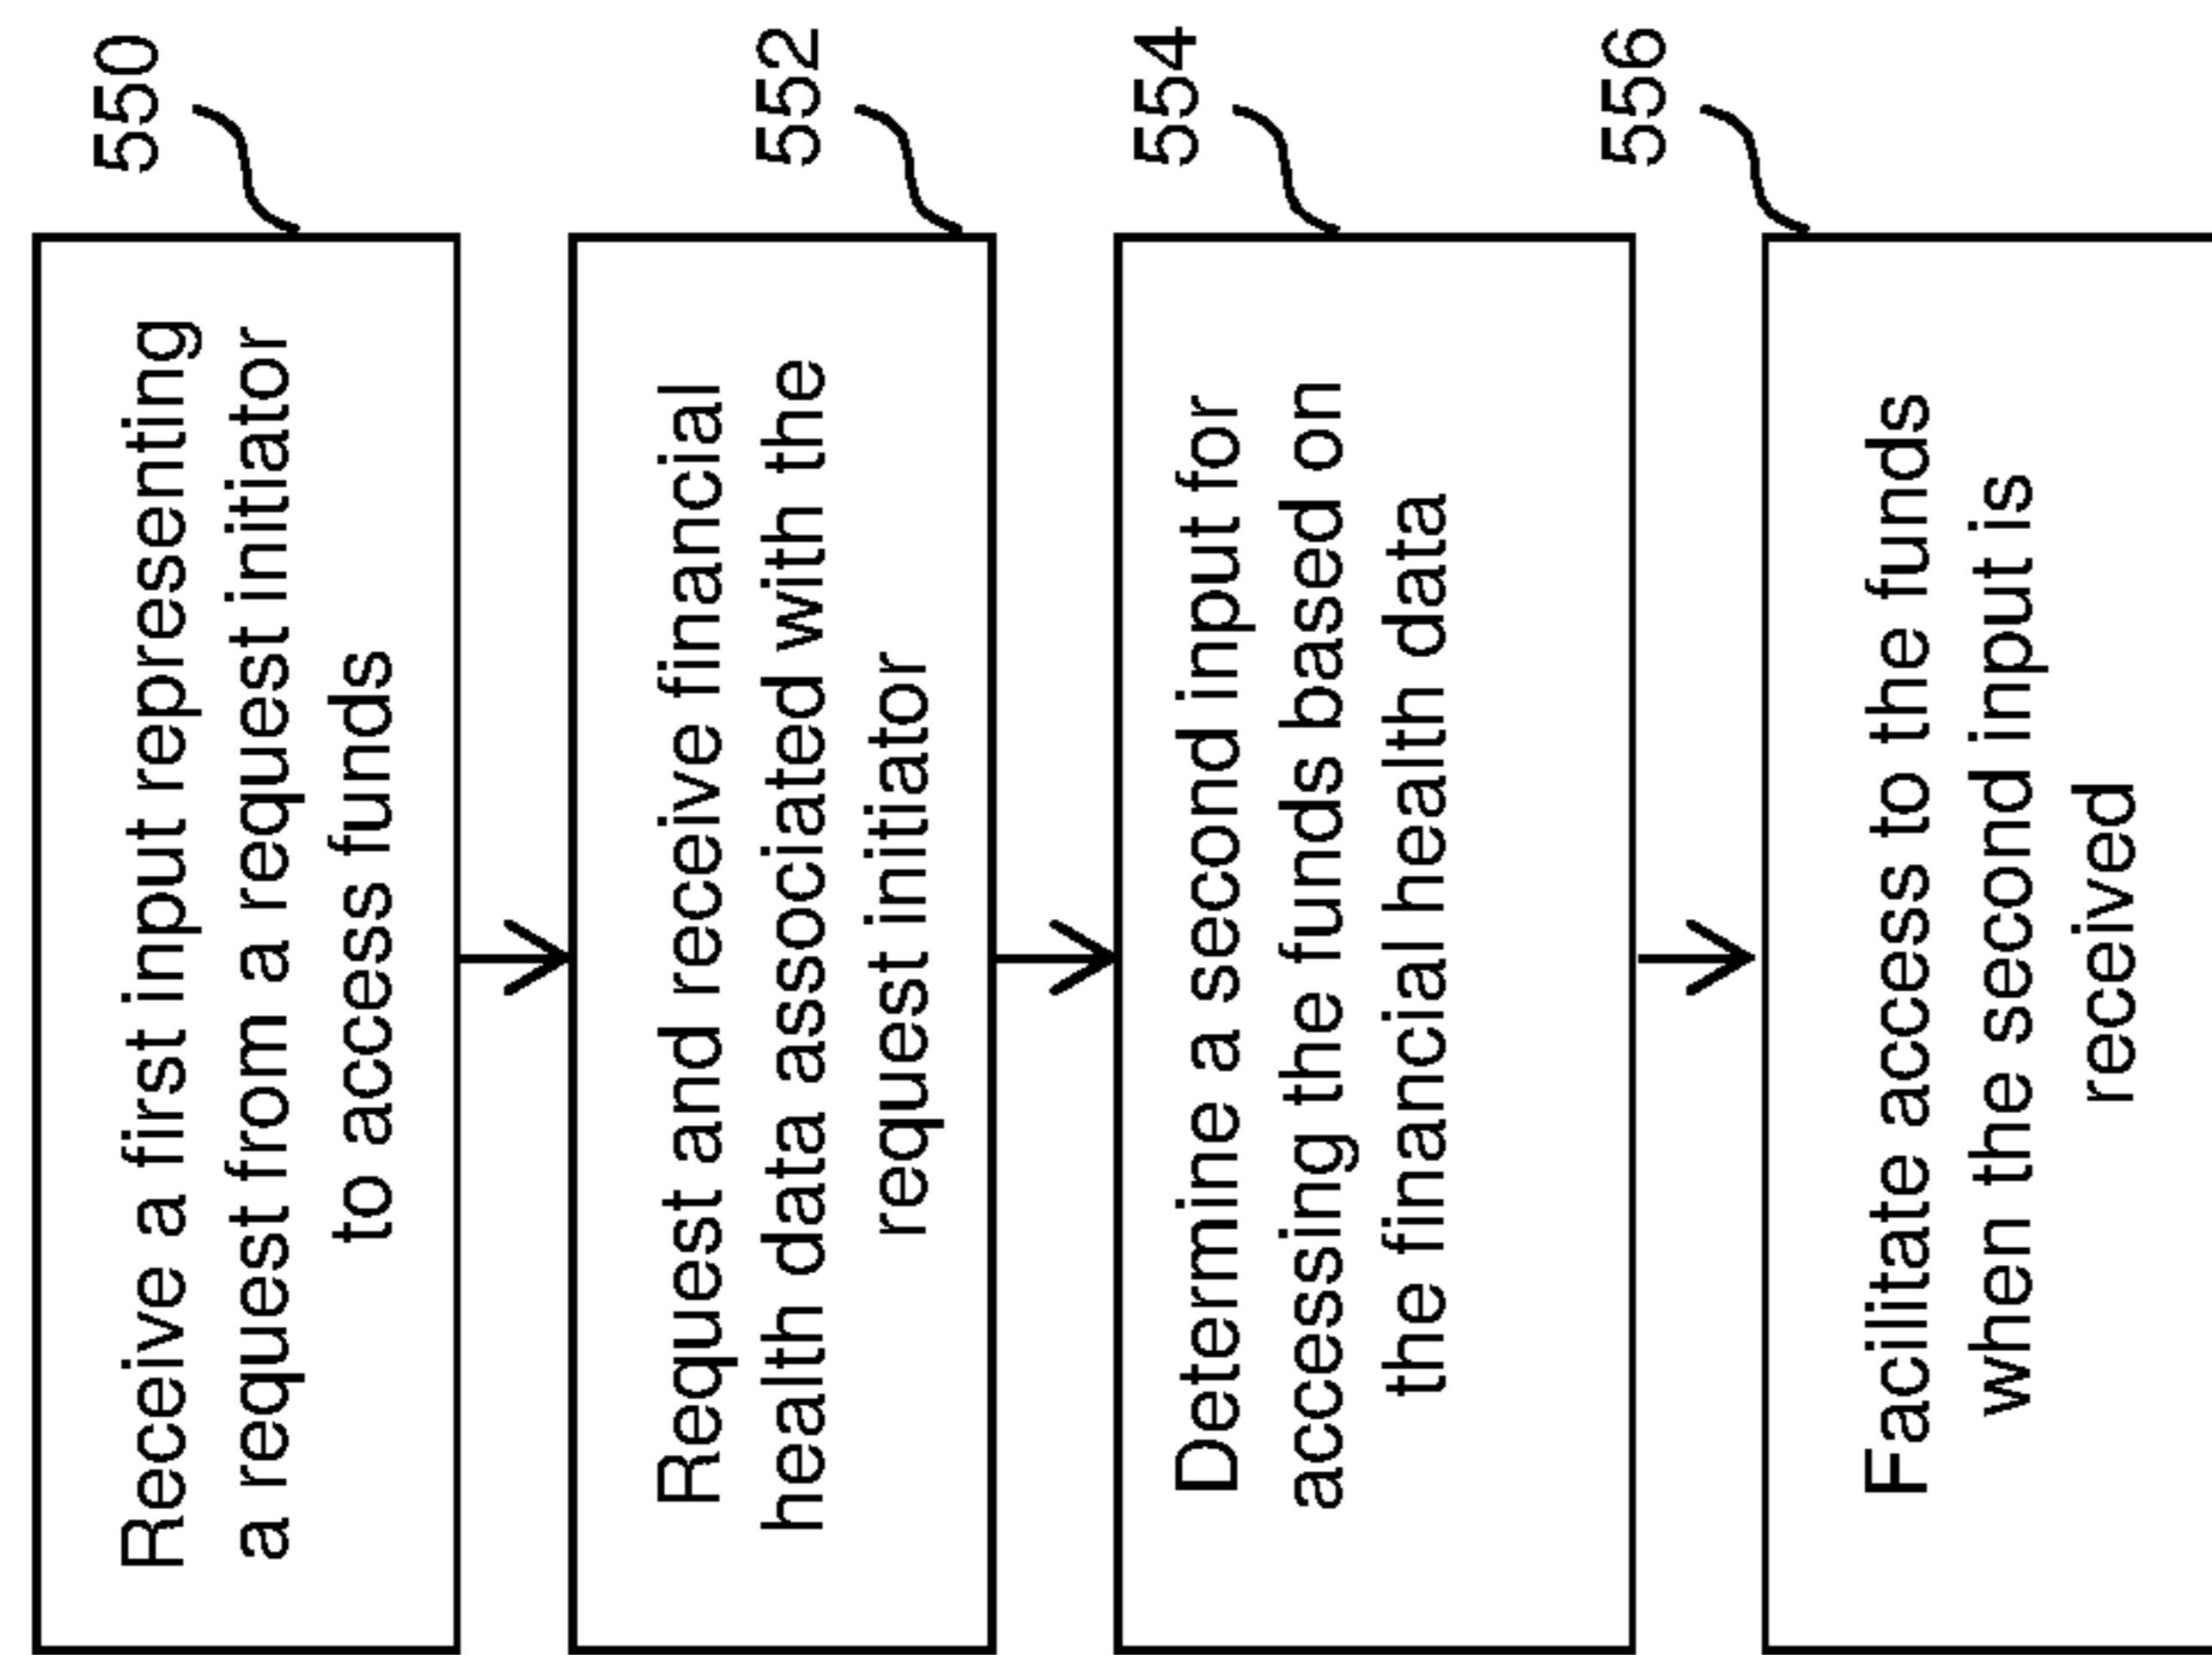 550
Receive a first input representing
a request from a request initiator
to access funds
552
Request and receive financial
health data associated with the
request initiator
554
Determine a second input for
accessing the funds based on
the financial health data
556
Facilitate access to the funds
when the second input is
received